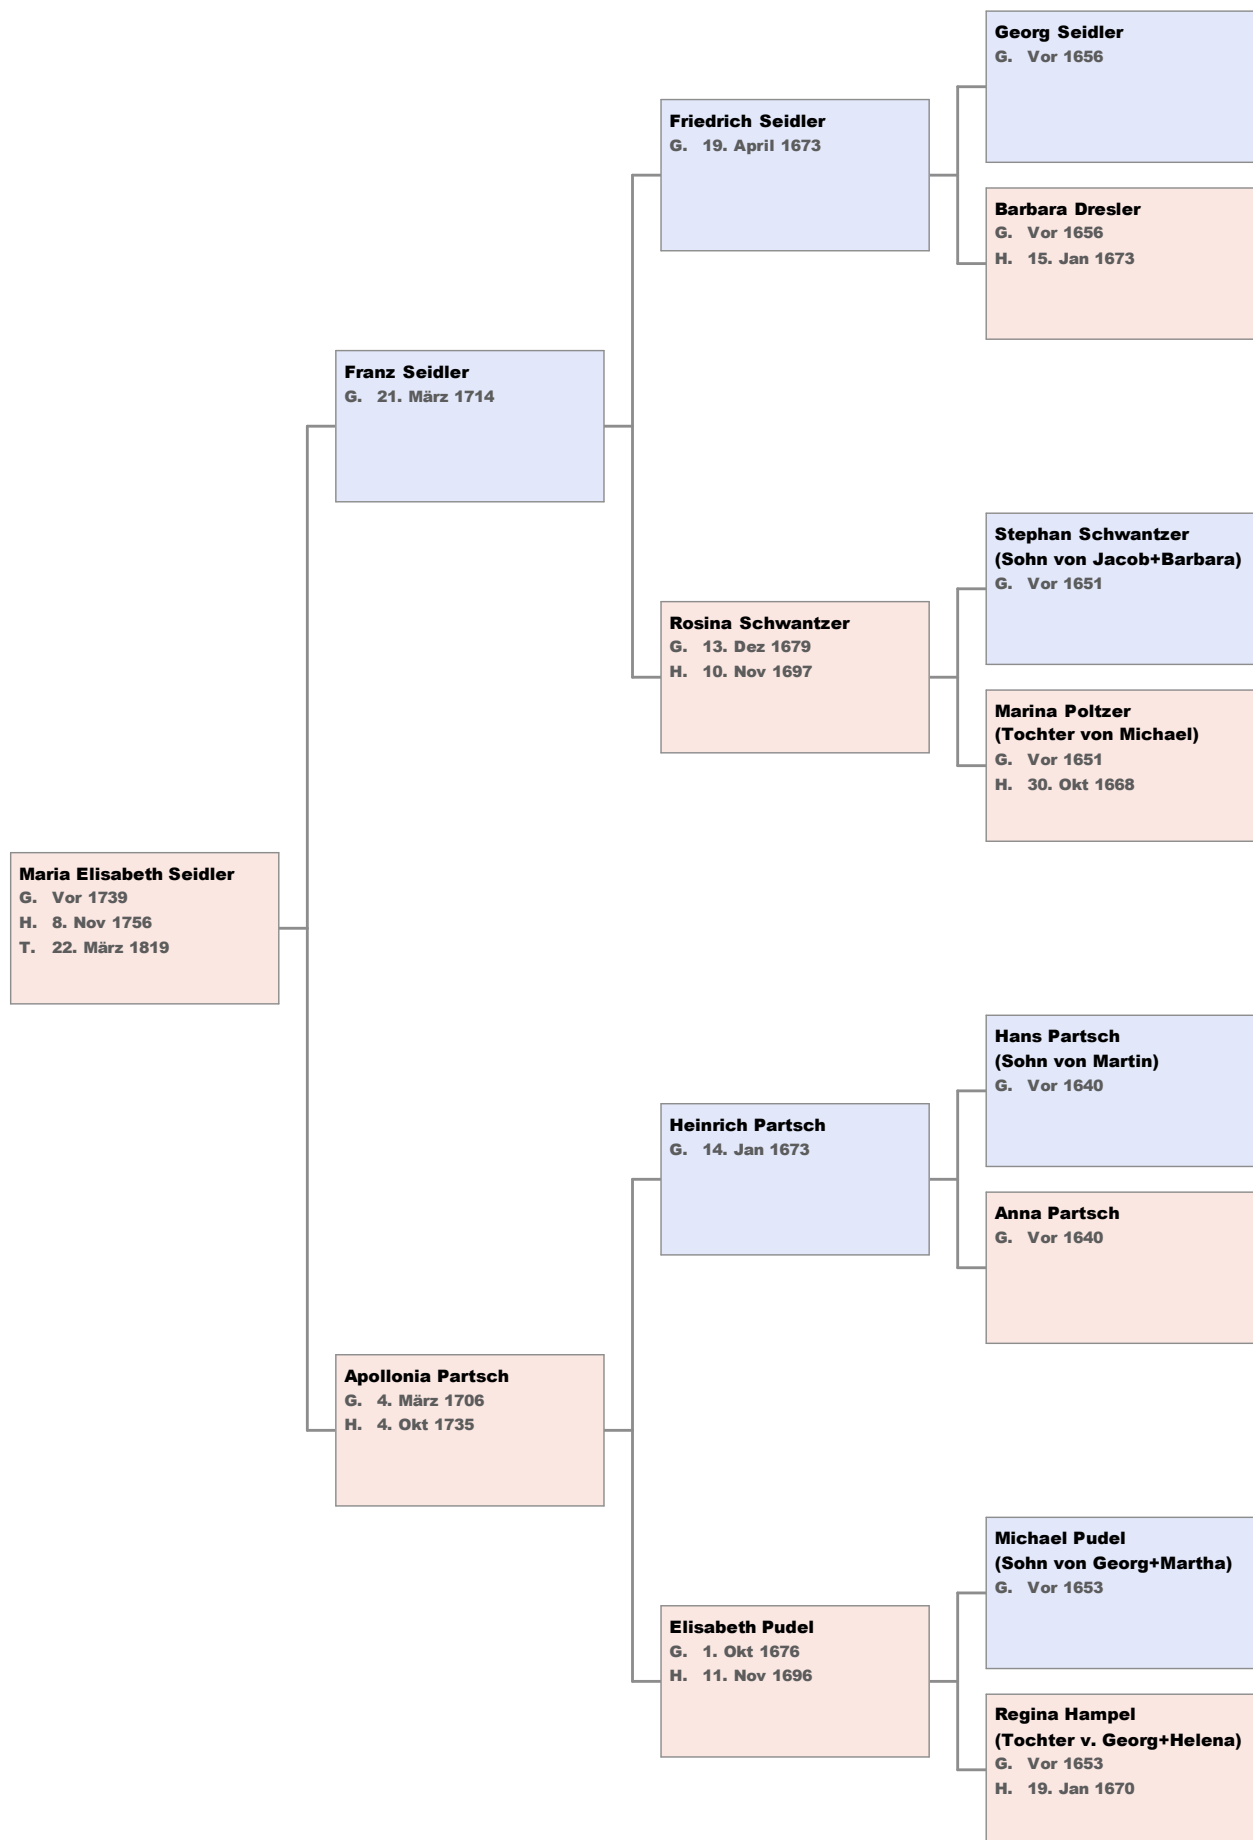 Georg Seidler
G. Vor 1656
Friedrich Seidler
G. 19. April 1673
Barbara Dresler
G. Vor 1656
H. 15. Jan 1673
Franz Seidler
G. 21. März 1714
Stephan Schwantzer
(Sohn von Jacob+Barbara)
G. Vor 1651
Rosina Schwantzer
G. 13. Dez 1679
H. 10. Nov 1697
Marina Poltzer
(Tochter von Michael)
G. Vor 1651
H. 30. Okt 1668
Maria Elisabeth Seidler
G. Vor 1739
H. 8. Nov 1756
T. 22. März 1819
Hans Partsch
(Sohn von Martin)
G. Vor 1640
Heinrich Partsch
G. 14. Jan 1673
Anna Partsch
G. Vor 1640
Apollonia Partsch
G. 4. März 1706
H. 4. Okt 1735
Michael Pudel
(Sohn von Georg+Martha)
G. Vor 1653
Elisabeth Pudel
G. 1. Okt 1676
H. 11. Nov 1696
Regina Hampel
(Tochter v. Georg+Helena)
G. Vor 1653
H. 19. Jan 1670